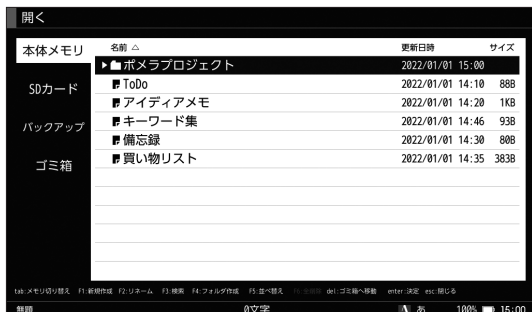 開く
本体メモリ
SDカード
バックアップ
ゴミ箱
名前 △ 更新日時 サイズ
ポメラプロジェクト 2022/01/01 15:00
ToDo 2022/01/01 14:10 88B
アイディアメモ 2022/01/01 14:20 1KB
キーワード集 2022/01/01 14:46 93B
備忘録 2022/01/01 14:30 80B
買い物リスト 2022/01/01 14:35 383B
tab:メモリ切り替え F1:新規作成 F2:リネーム F3:検索 F4:フォルダ作成 F5:並べ替え del:ゴミ箱へ移動 enter:決定 esc:閉じる
無題 0文字 A あ 100% 15:00